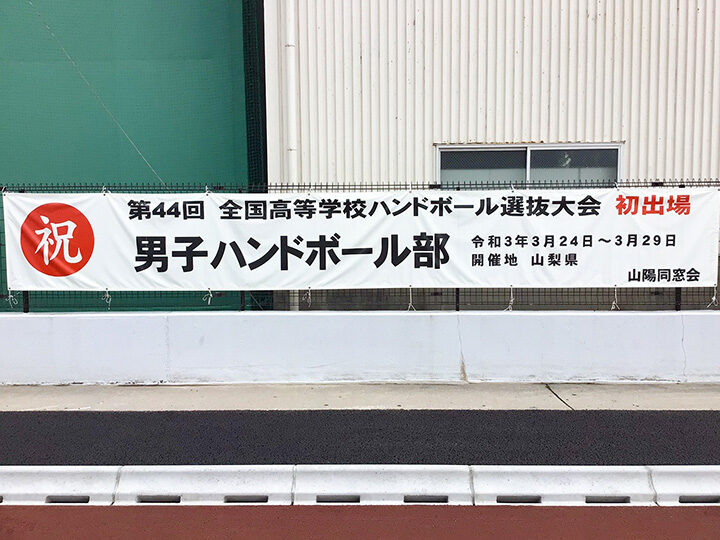 祝
第44回 全国高等学校ハンドボール選抜大会 初出場
男子ハンドボール部
令和3年3月24日～3月29日
開催地 山梨県
山陽同窓会